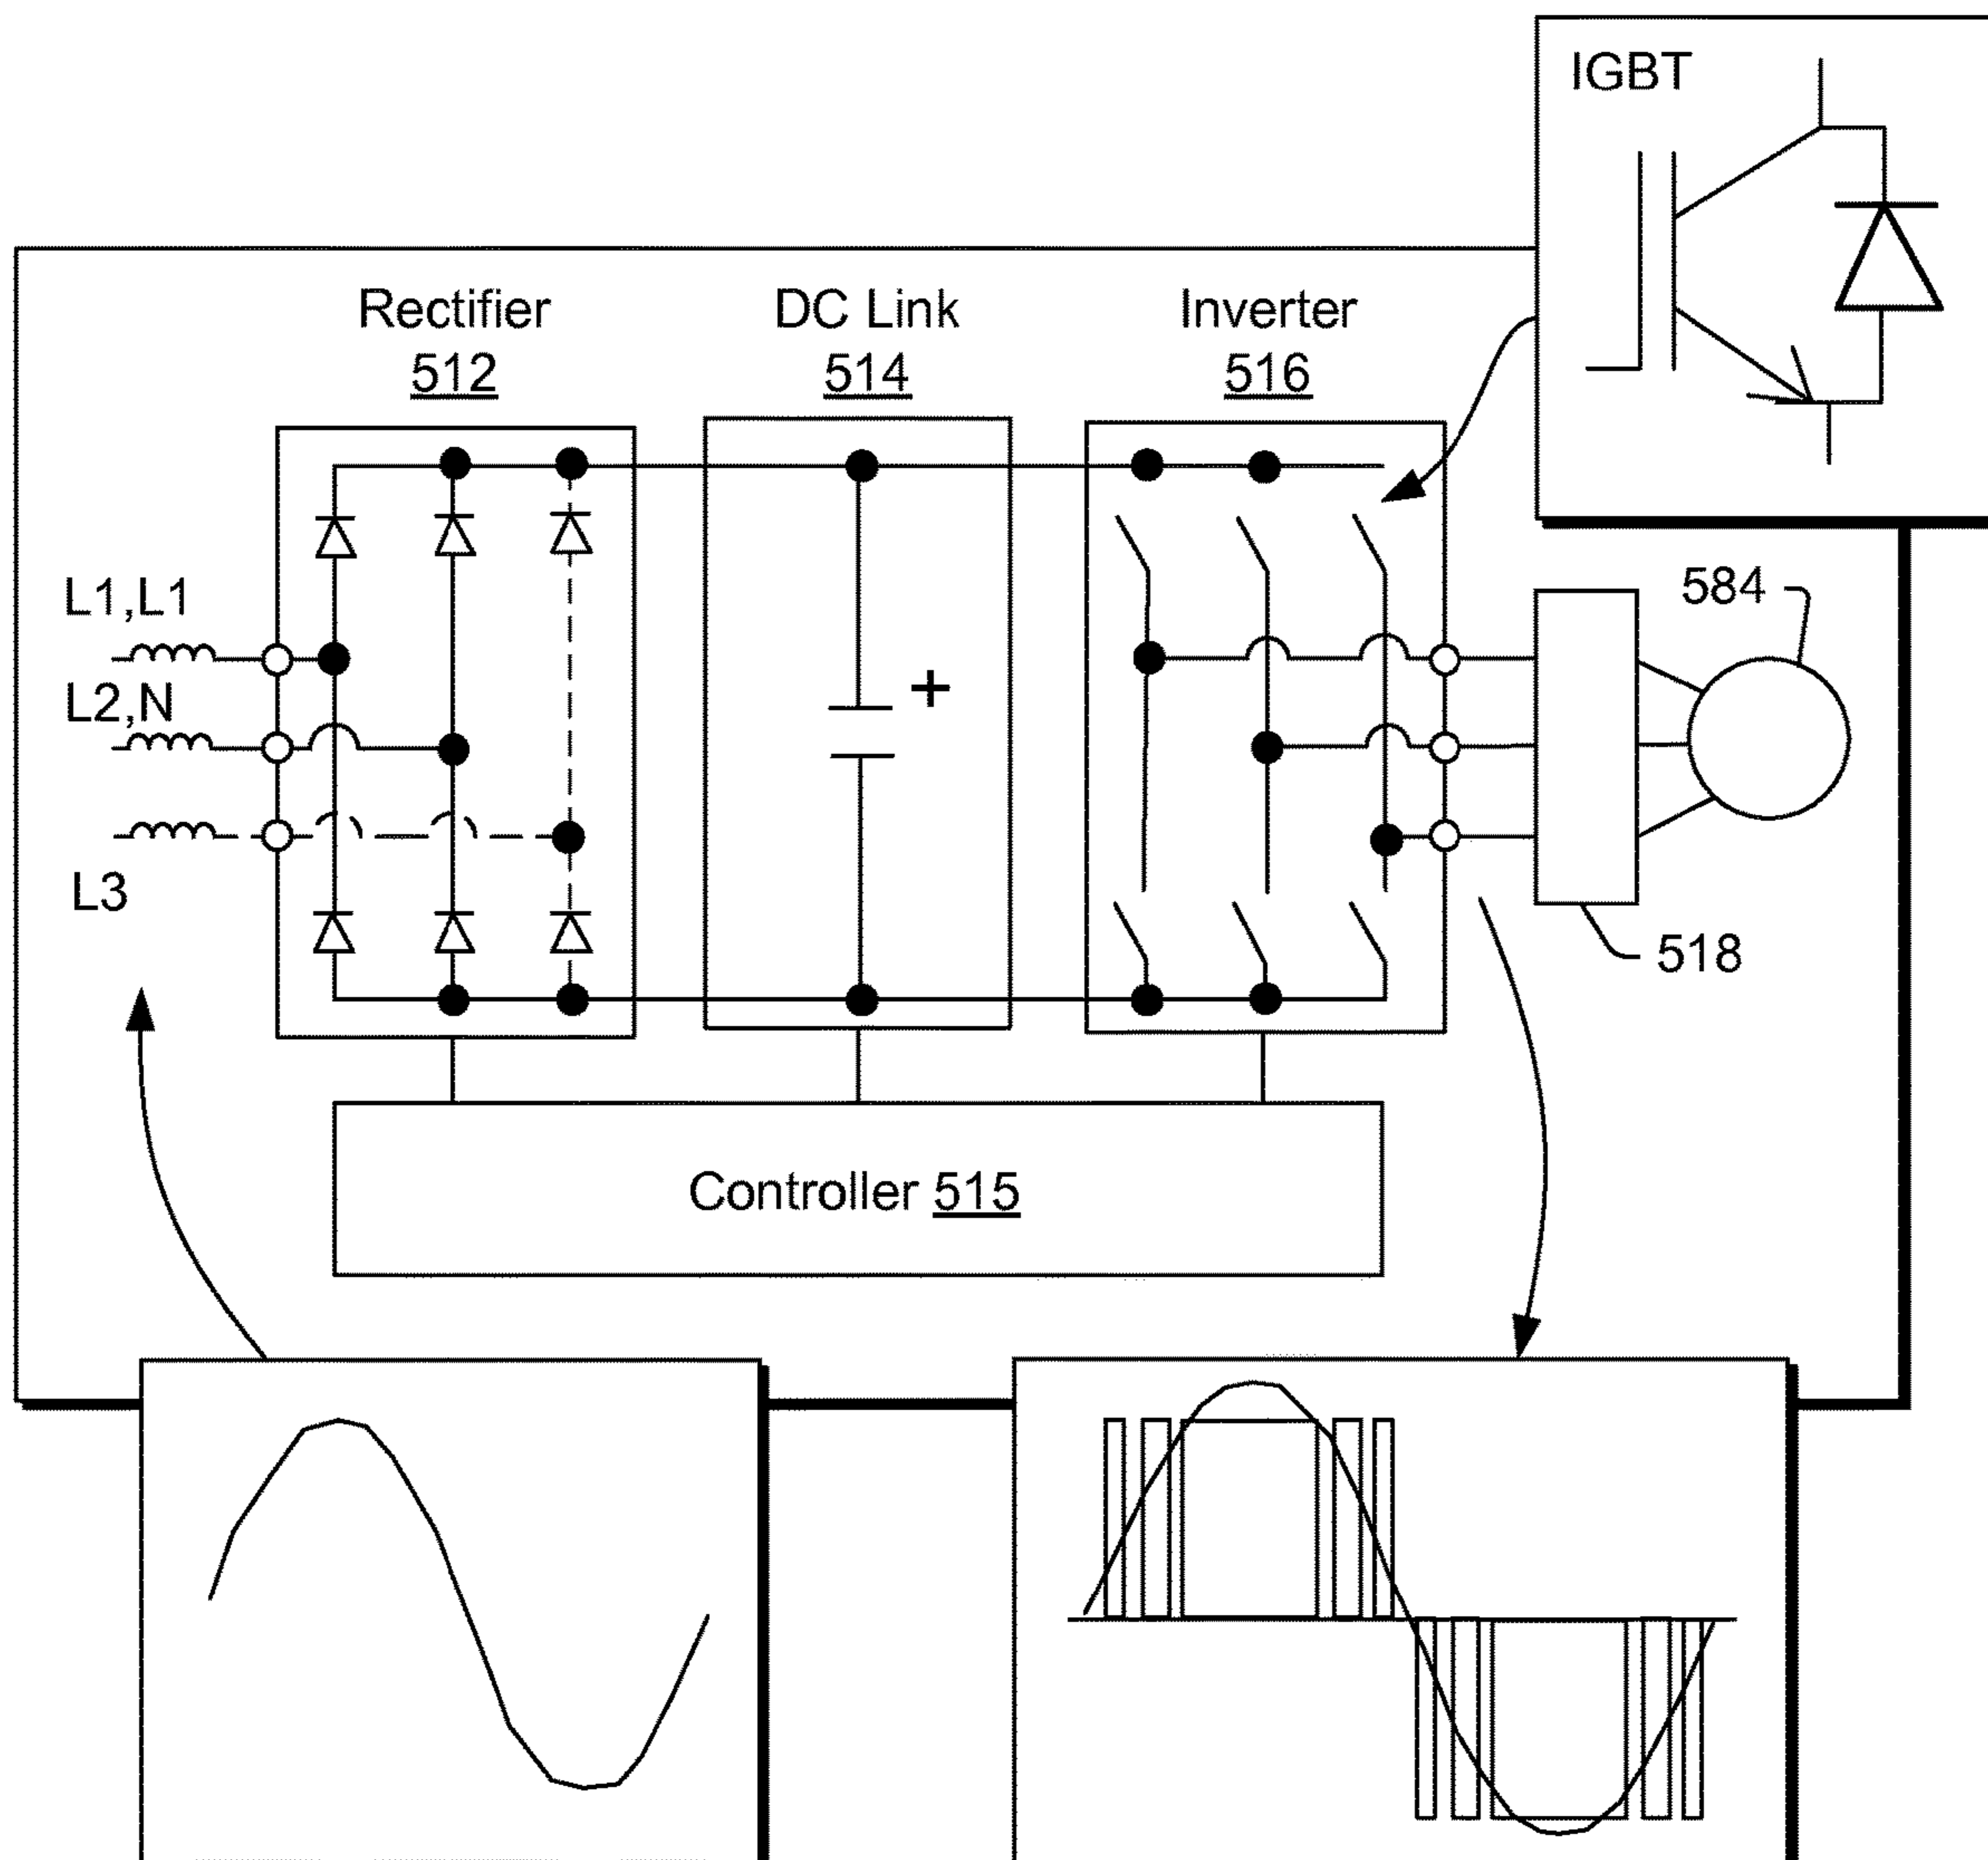 IGBT
Rectifier
512
DC Link
514
Inverter
516
L1,L1
L2,N
L3
+
584
518
Controller 515